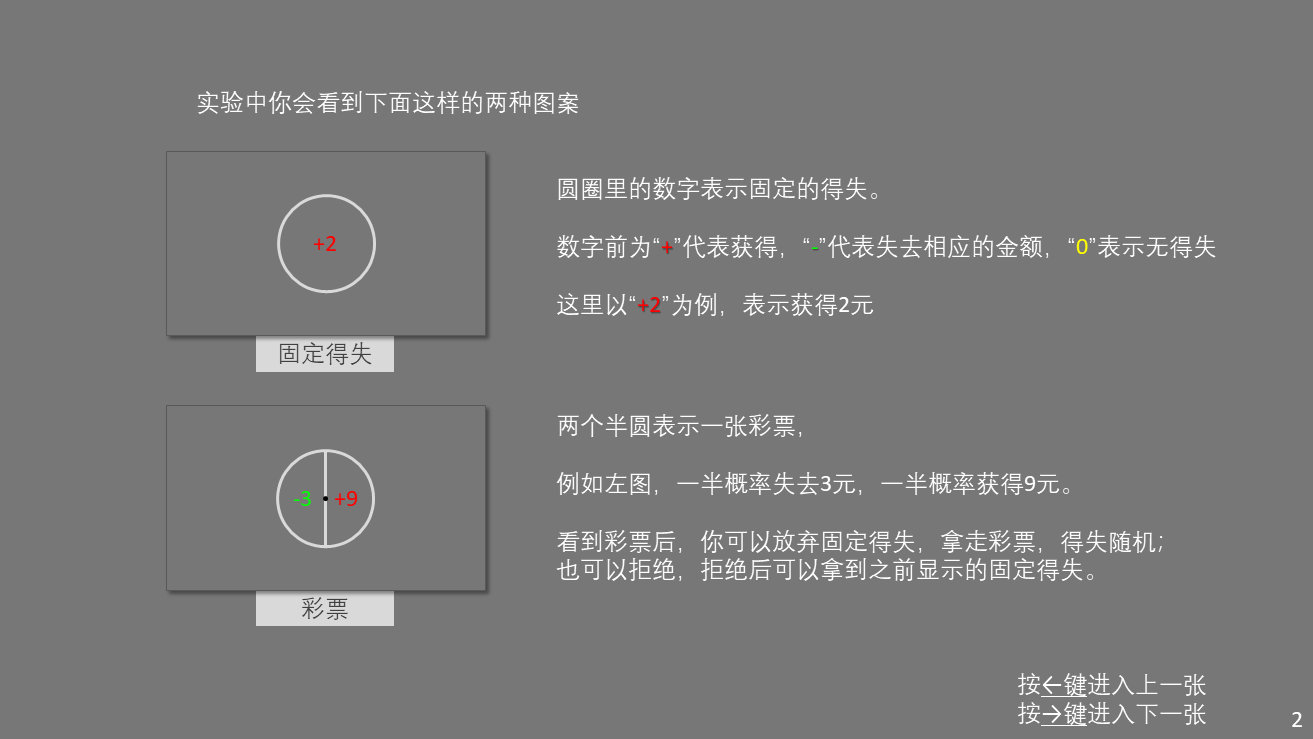 实验中你会看到下面这样的两种图案
+2
固定得失
圆圈里的数字表示固定的得失。
数字前为“+”代表获得，“-”代表失去相应的金额，“0”表示无得失
这里以“+2”为例，表示获得2元
-3 +9
彩票
两个半圆表示一张彩票，
例如左图，一半概率失去3元，一半概率获得9元。
看到彩票后，你可以放弃固定得失，拿走彩票，得失随机；
也可以拒绝，拒绝后可以拿到之前显示的固定得失。
按←键进入上一张
按→键进入下一张
2